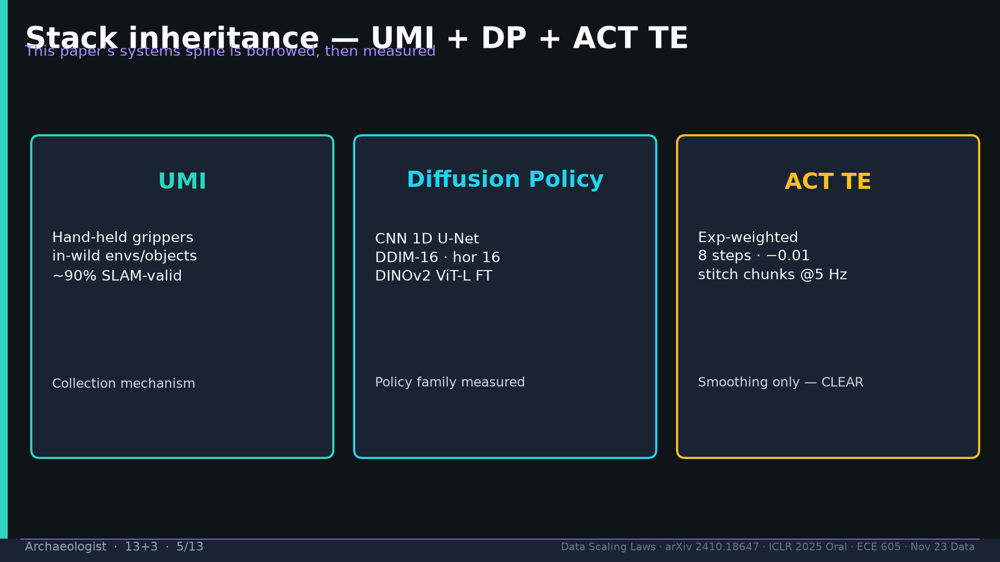 Stack inheritance — UMI + DP + ACT TE
This paper's systems spine is borrowed, then measured
UMI
Hand-held grippers
in-wild envs/objects
~90% SLAM-valid
Collection mechanism
Diffusion Policy
CNN 1D U-Net
DDIM-16 · hor 16
DINOv2 ViT-L FT
Policy family measured
ACT TE
Exp-weighted
8 steps · −0.01
stitch chunks @5 Hz
Smoothing only — CLEAR
Archaeologist · 13+3 · 5/13
Data Scaling Laws · arXiv 2410.18647 · ICLR 2025 Oral · ECE 605 · Nov 23 Data